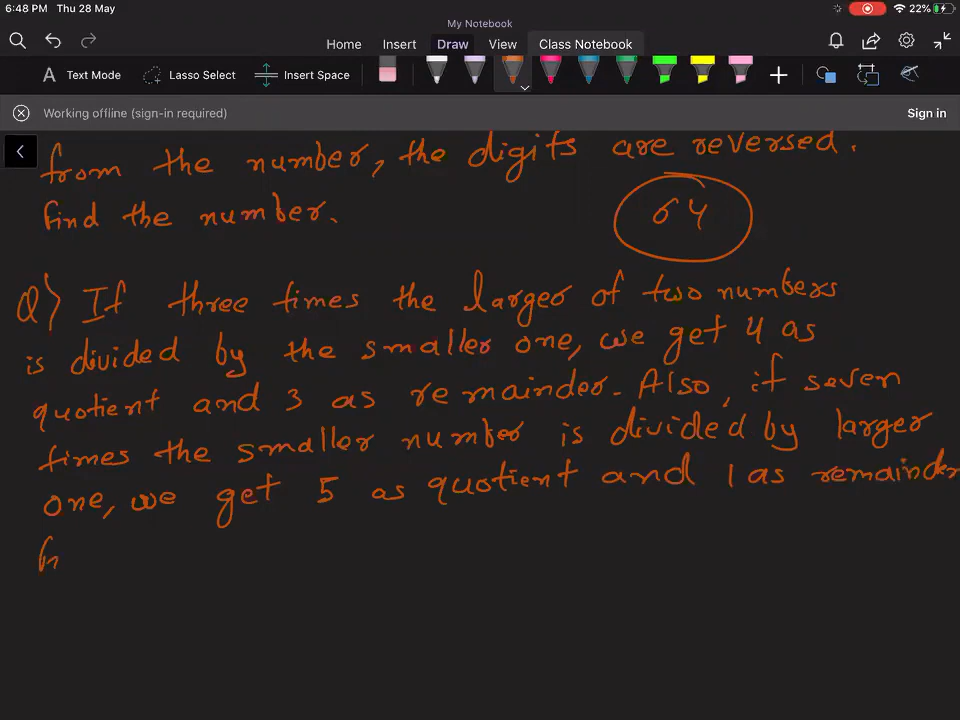 6:48 PM Thu 28 May
22%
My Notebook
Home Insert Draw View Class Notebook
Text Mode Lasso Select Insert Space
Working offline (sign-in required) Sign in
from the number, the digits are reversed.
find the number.
64
Q) If three times the larger of two numbers
is divided by the smaller one, we get 4 as
quotient and 3 as remainder. Also, if seven
times the smaller number is divided by larger
one, we get 5 as quotient and 1 as remainder